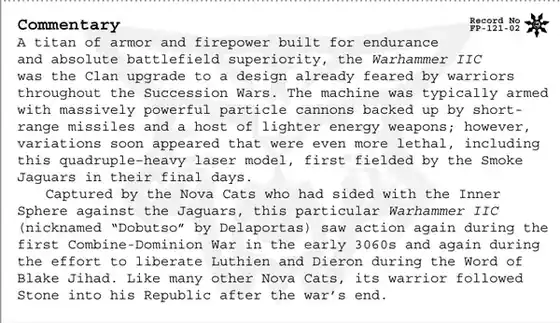 Commentary
Record No
FP-121-02
A titan of armor and firepower built for endurance
and absolute battlefield superiority, the Warhammer IIC
was the Clan upgrade to a design already feared by warriors
throughout the Succession Wars. The machine was typically armed
with massively powerful particle cannons backed up by short-
range missiles and a host of lighter energy weapons; however,
variations soon appeared that were even more lethal, including
this quadruple-heavy laser model, first fielded by the Smoke
Jaguars in their final days.
Captured by the Nova Cats who had sided with the Inner
Sphere against the Jaguars, this particular Warhammer IIC
(nicknamed “Dobutso” by Delaportas) saw action again during the
first Combine-Dominion War in the early 3060s and again during
the effort to liberate Luthien and Dieron during the Word of
Blake Jihad. Like many other Nova Cats, its warrior followed
Stone into his Republic after the war’s end.